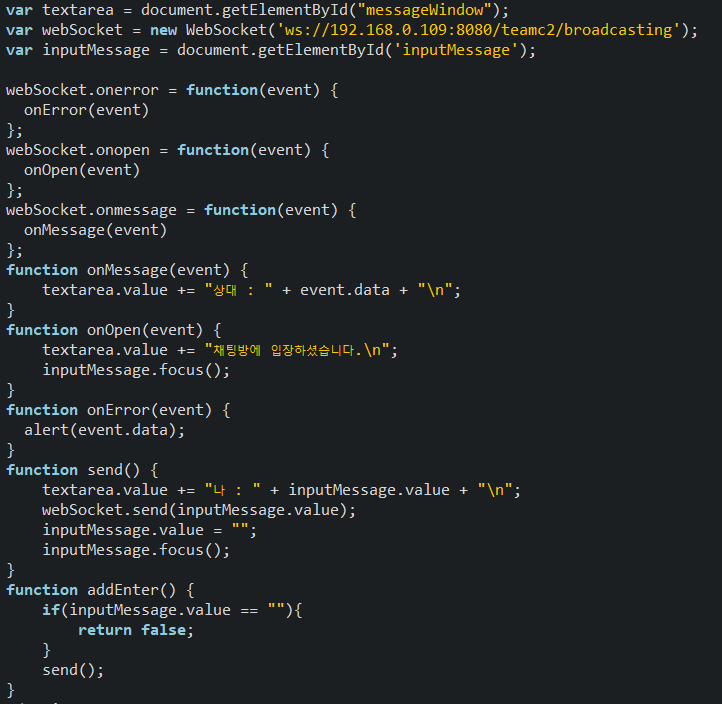 var textarea = document.getElementById("messageWindow");
var webSocket = new WebSocket('ws://192.168.0.109:8080/teamc2/broadcasting');
var inputMessage = document.getElementById('inputMessage');

webSocket.onerror = function(event) {
  onError(event)
};
webSocket.onopen = function(event) {
  onOpen(event)
};
webSocket.onmessage = function(event) {
  onMessage(event)
};
function onMessage(event) {
    textarea.value += "상대 : " + event.data + "\n";
}
function onOpen(event) {
    textarea.value += "채팅방에 입장하셨습니다.\n";
    inputMessage.focus();
}
function onError(event) {
  alert(event.data);
}
function send() {
    textarea.value += "나 : " + inputMessage.value + "\n";
    webSocket.send(inputMessage.value);
    inputMessage.value = "";
    inputMessage.focus();
}
function addEnter() {
    if(inputMessage.value == ""){
        return false;
    }
    send();
}